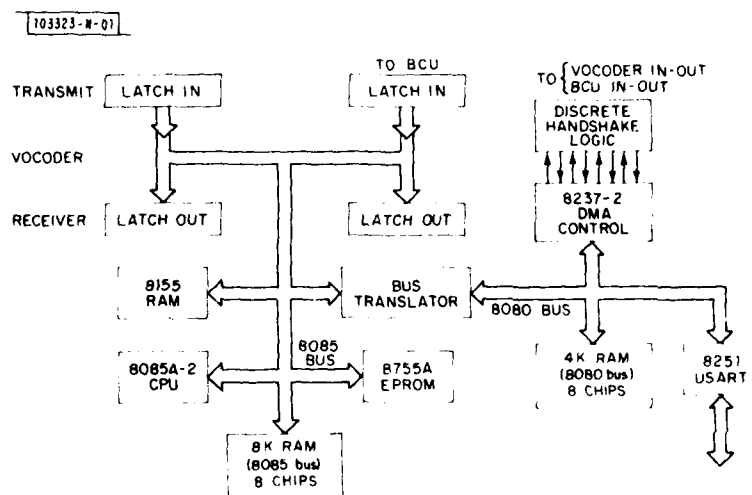 103323-N-01
TO BCU
TRANSMIT
LATCH IN
LATCH IN
TO { VOCODER IN-OUT
BCU IN-OUT
DISCRETE
HANDSHAKE
LOGIC
VOCODER
RECEIVER
LATCH OUT
LATCH OUT
8237-2
DMA
CONTROL
8155
RAM
BUS
TRANSLATOR
8080 BUS
8085A-2
CPU
8085
BUS
8755A
EPROM
4K RAM
(8080 bus)
8 CHIPS
8251
USART
8K RAM
(8085 bus)
8 CHIPS